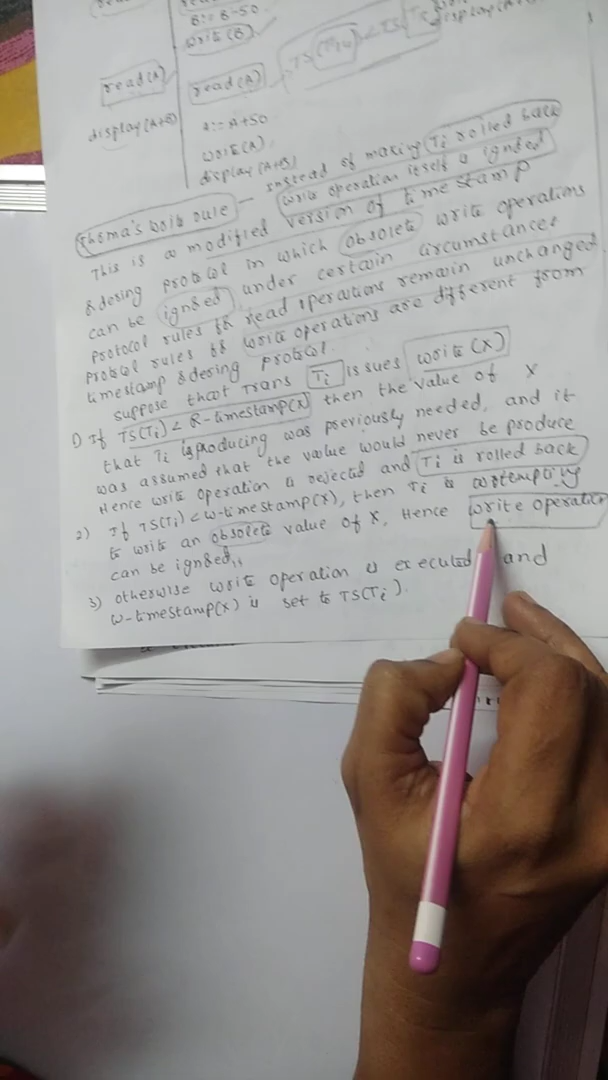 B:= B-50
write(B)
read(A)
read(A)
TS(T14) < TS(T
display(A+B)
A:= A+50
write(A)
display(A+B)
Thoma's write rule - instead of making Ti rolled back
write operation itself is ignored
This is a modified version of time stamp
ordering protocol in which obsolete write operations
can be ignored under certain circumstances
protocol rules for read operations remain unchanged
protocol rules for write operations are different from
timestamp ordering protocol.
suppose that Trans Ti issues write(X)
1) If TS(Ti) < R-timestamp(X) then the value of X
that Ti is producing was previously needed, and it
was assumed that the value would never be produce
Hence write operation is rejected and Ti is rolled back
2) If TS(Ti) < W-timestamp(X), then Ti is attempting
to write an obsolete value of X, Hence write operation
can be ignored,,
3) otherwise write operation is executed and
W-timestamp(X) is set to TS(Ti).